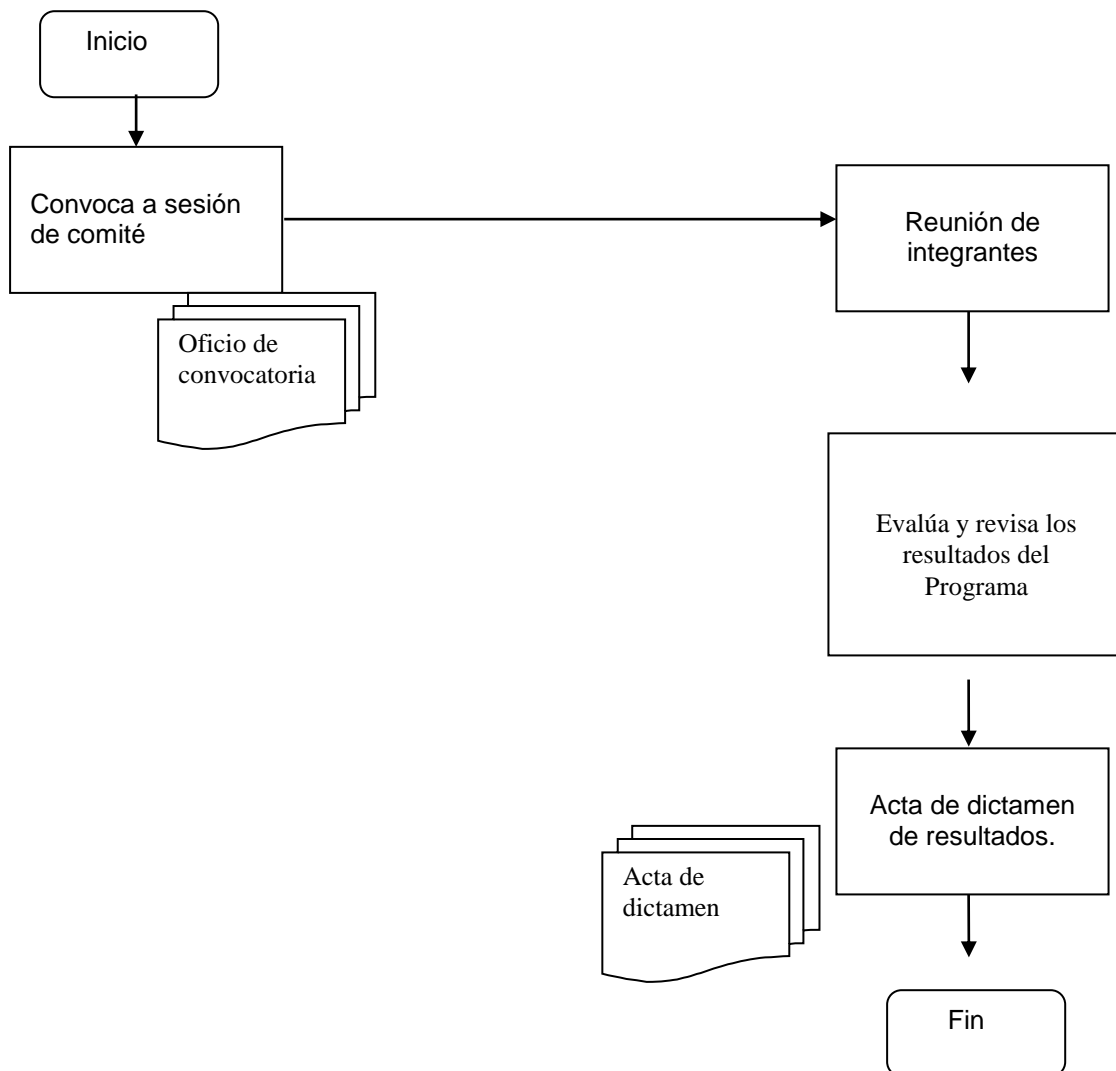 Inicio
Convoca a sesión
de comité
Reunión de
integrantes
Oficio de
convocatoria
Evalúa y revisa los
resultados del
Programa
Acta de dictamen
de resultados.
Acta de
dictamen
Fin